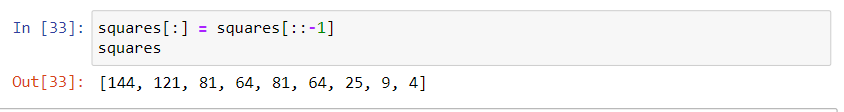 In [33]: squares[:] = squares[::-1]
squares
Out[33]: [144, 121, 81, 64, 81, 64, 25, 9, 4]